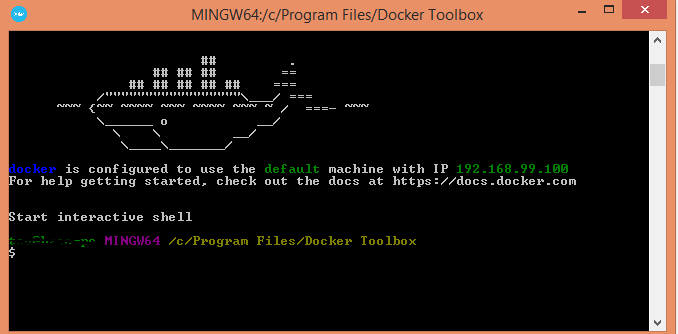 MINGW64:/c/Program Files/Docker Toolbox
                        ##         .
                  ## ## ##        ==
               ## ## ## ## ##    ===
           /"""""""""""""""""\___/ ===
      ~~~ {~~ ~~~~ ~~~ ~~~~ ~~~ ~ /  ===- ~~~
           \______ o           __/
             \    \         __/
              \____\_______/
docker is configured to use the default machine with IP 192.168.99.100
For help getting started, check out the docs at https://docs.docker.com
Start interactive shell
MINGW64 /c/Program Files/Docker Toolbox
$